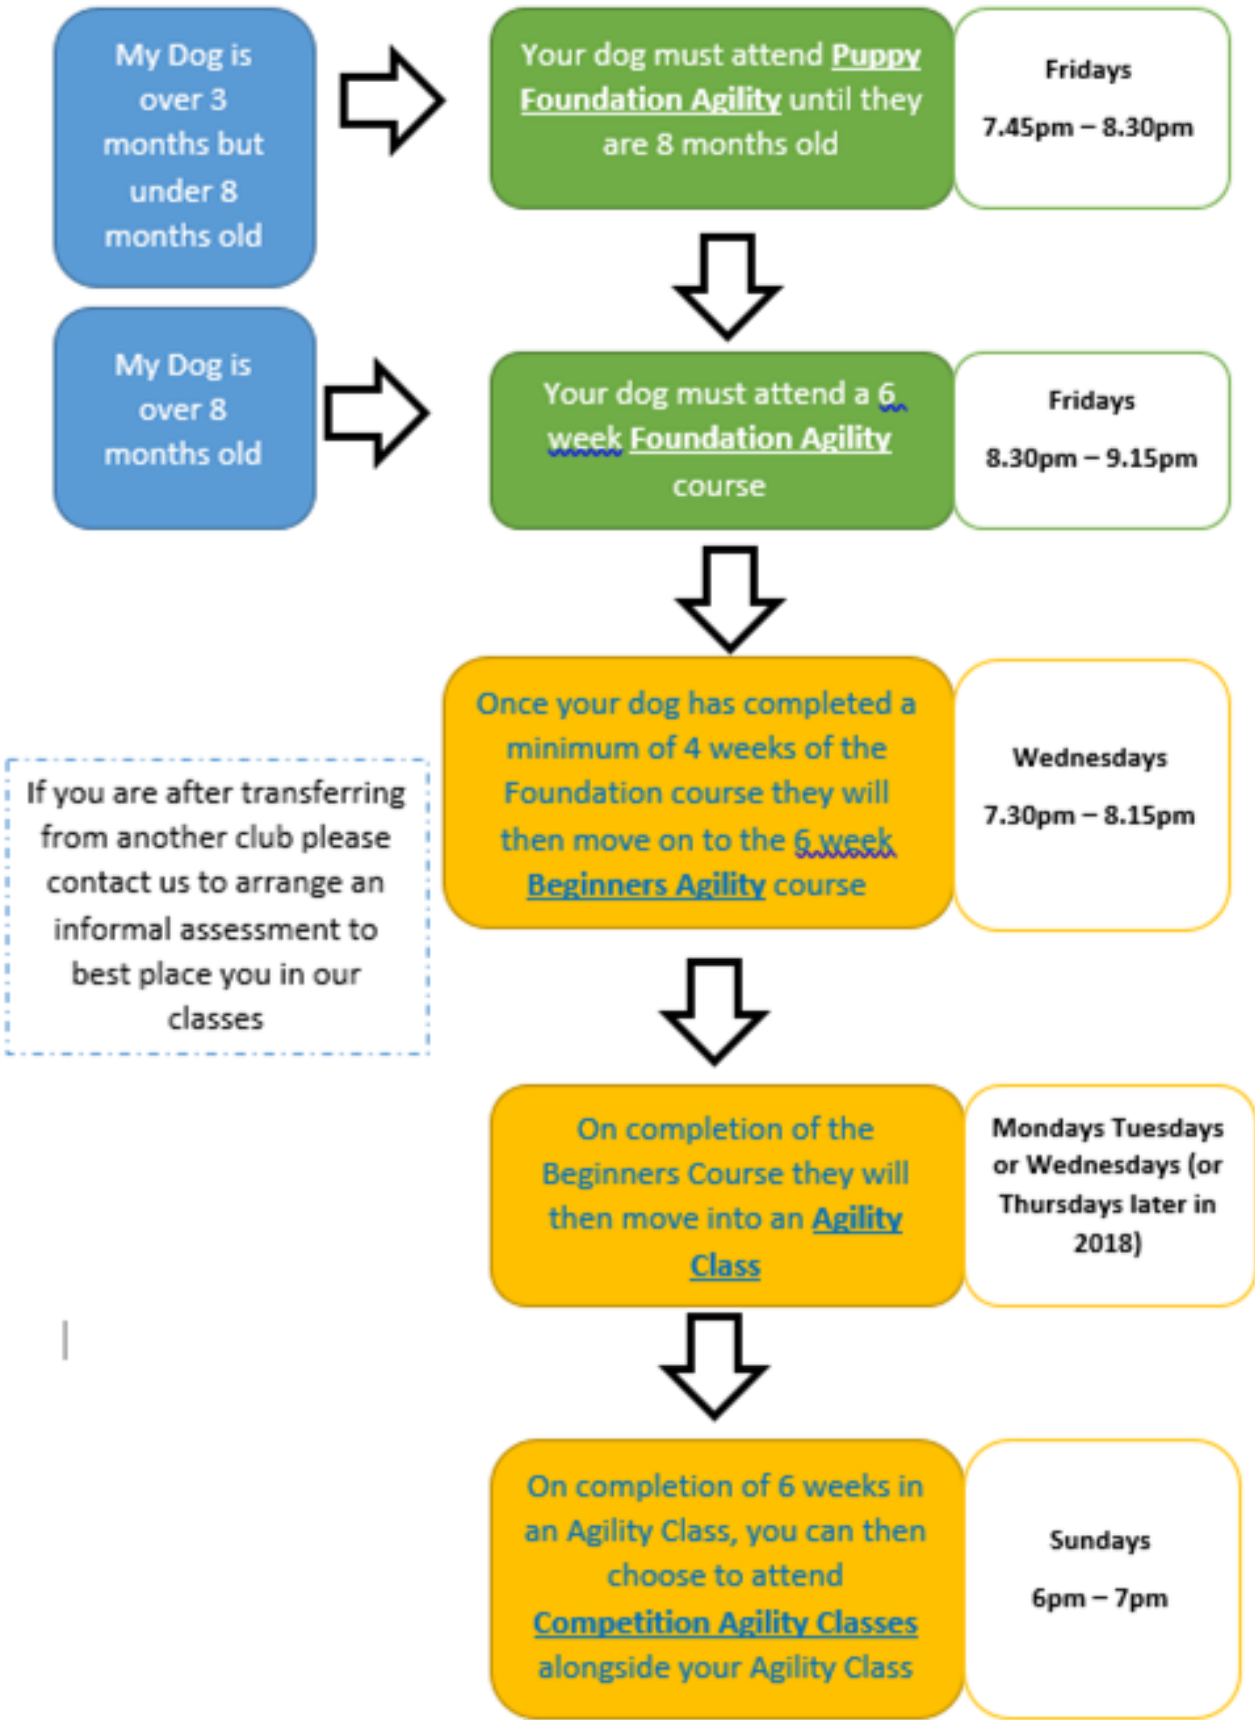 My Dog is
over 3
months but
under 8
months old
Your dog must attend Puppy
Foundation Agility until they
are 8 months old
Fridays
7.45pm – 8.30pm
My Dog is
over 8
months old
Your dog must attend a 6
week Foundation Agility
course
Fridays
8.30pm – 9.15pm
Once your dog has completed a
minimum of 4 weeks of the
Foundation course they will
then move on to the 6 week
Beginners Agility course
Wednesdays
7.30pm – 8.15pm
If you are after transferring
from another club please
contact us to arrange an
informal assessment to
best place you in our
classes
On completion of the
Beginners Course they will
then move into an Agility
Class
Mondays Tuesdays
or Wednesdays (or
Thursdays later in
2018)
On completion of 6 weeks in
an Agility Class, you can then
choose to attend
Competition Agility Classes
alongside your Agility Class
Sundays
6pm – 7pm